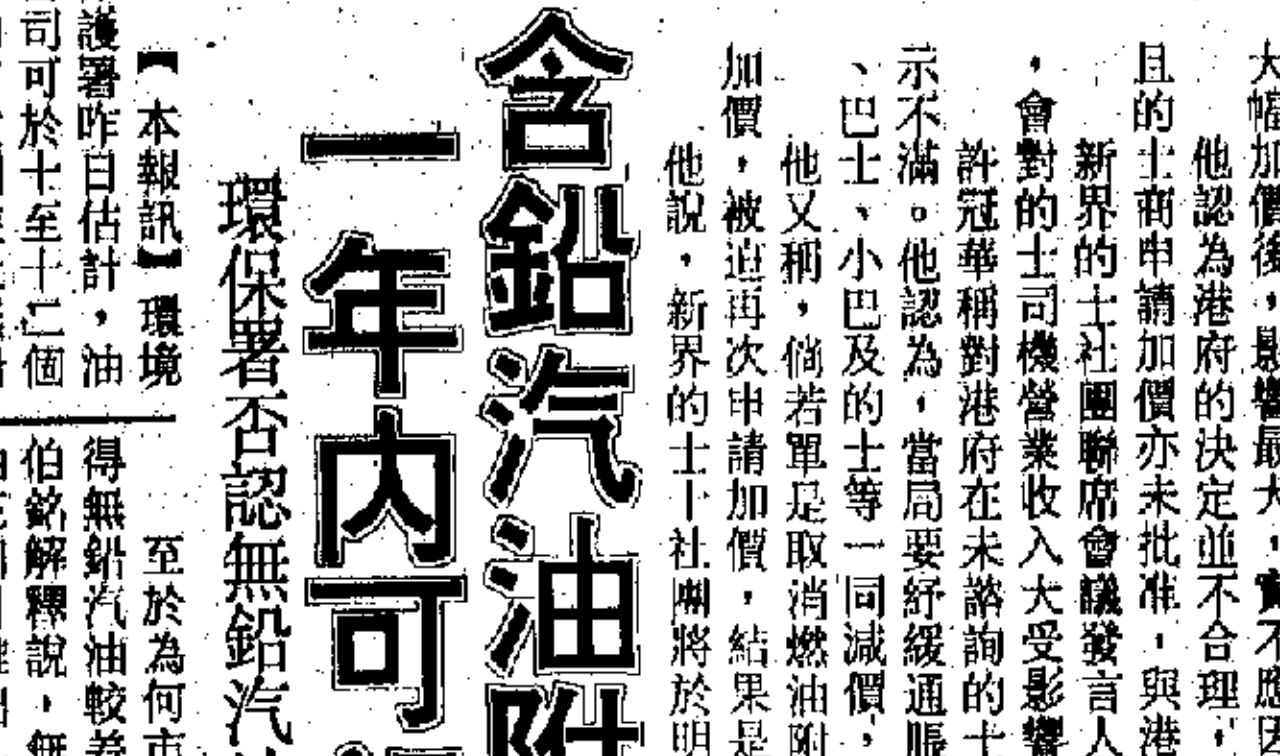 大幅加價後，影響最大，實不應因
他認為港府的決定並不合理，
且的士商申請加價亦未批准，與港
新界的士社團聯席會議發言人
，會對的士司機營業收入大受影響
許冠華稱對港府在未諮詢的士
示不滿。他認為，當局要紓緩通脹
、巴士、小巴及的士等一同減價，
他又稱，倘若單是取消燃油附
加價，被迫再次申請加價，結果是
他說，新界的士社團將於明
含鉛汽油附
一年內可
環保署否認無鉛汽
【本報訊】環境
護署昨日估計，油
司可於十至十二個
至於為何市
得無鉛汽油較差
伯銘解釋說，無